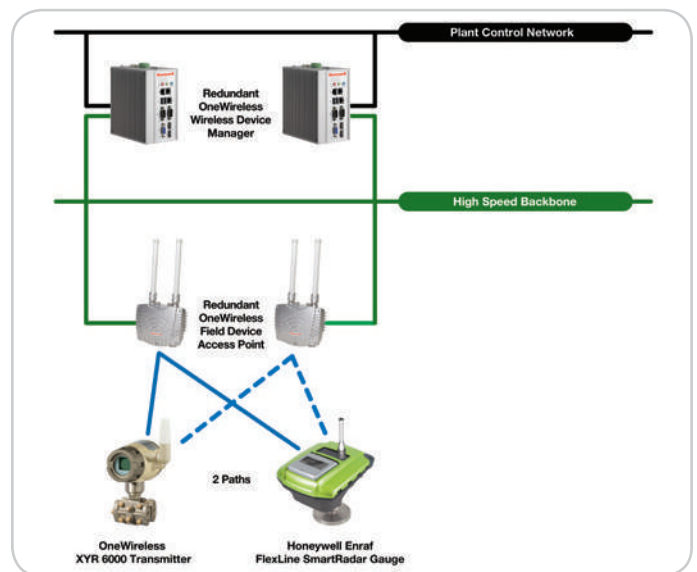 Plant Control Network
Redundant
OneWireless
Wireless Device
Manager
High Speed Backbone
Redundant
OneWireless
Field Device
Access Point
2 Paths
OneWireless
XYR 6000 Transmitter
Honeywell Enraf
FlexLine SmartRadar Gauge